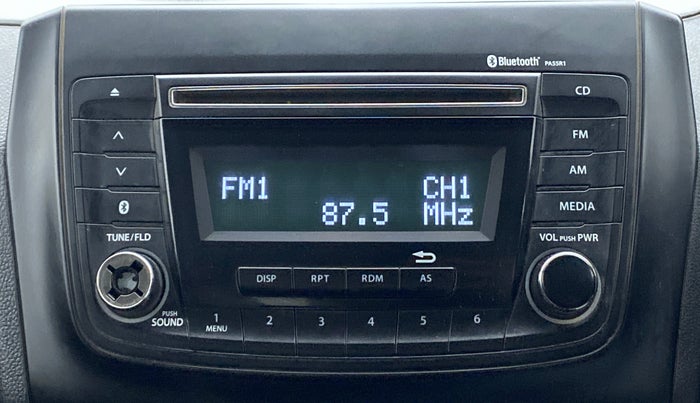 Bluetooth PA5SR1
CD
FM
AM
MEDIA
FM1 CH1
87.5 MHz
TUNE/FLD
VOL PUSH PWR
DISP RPT RDM AS
PUSH
SOUND
1 2 3 4 5 6
MENU